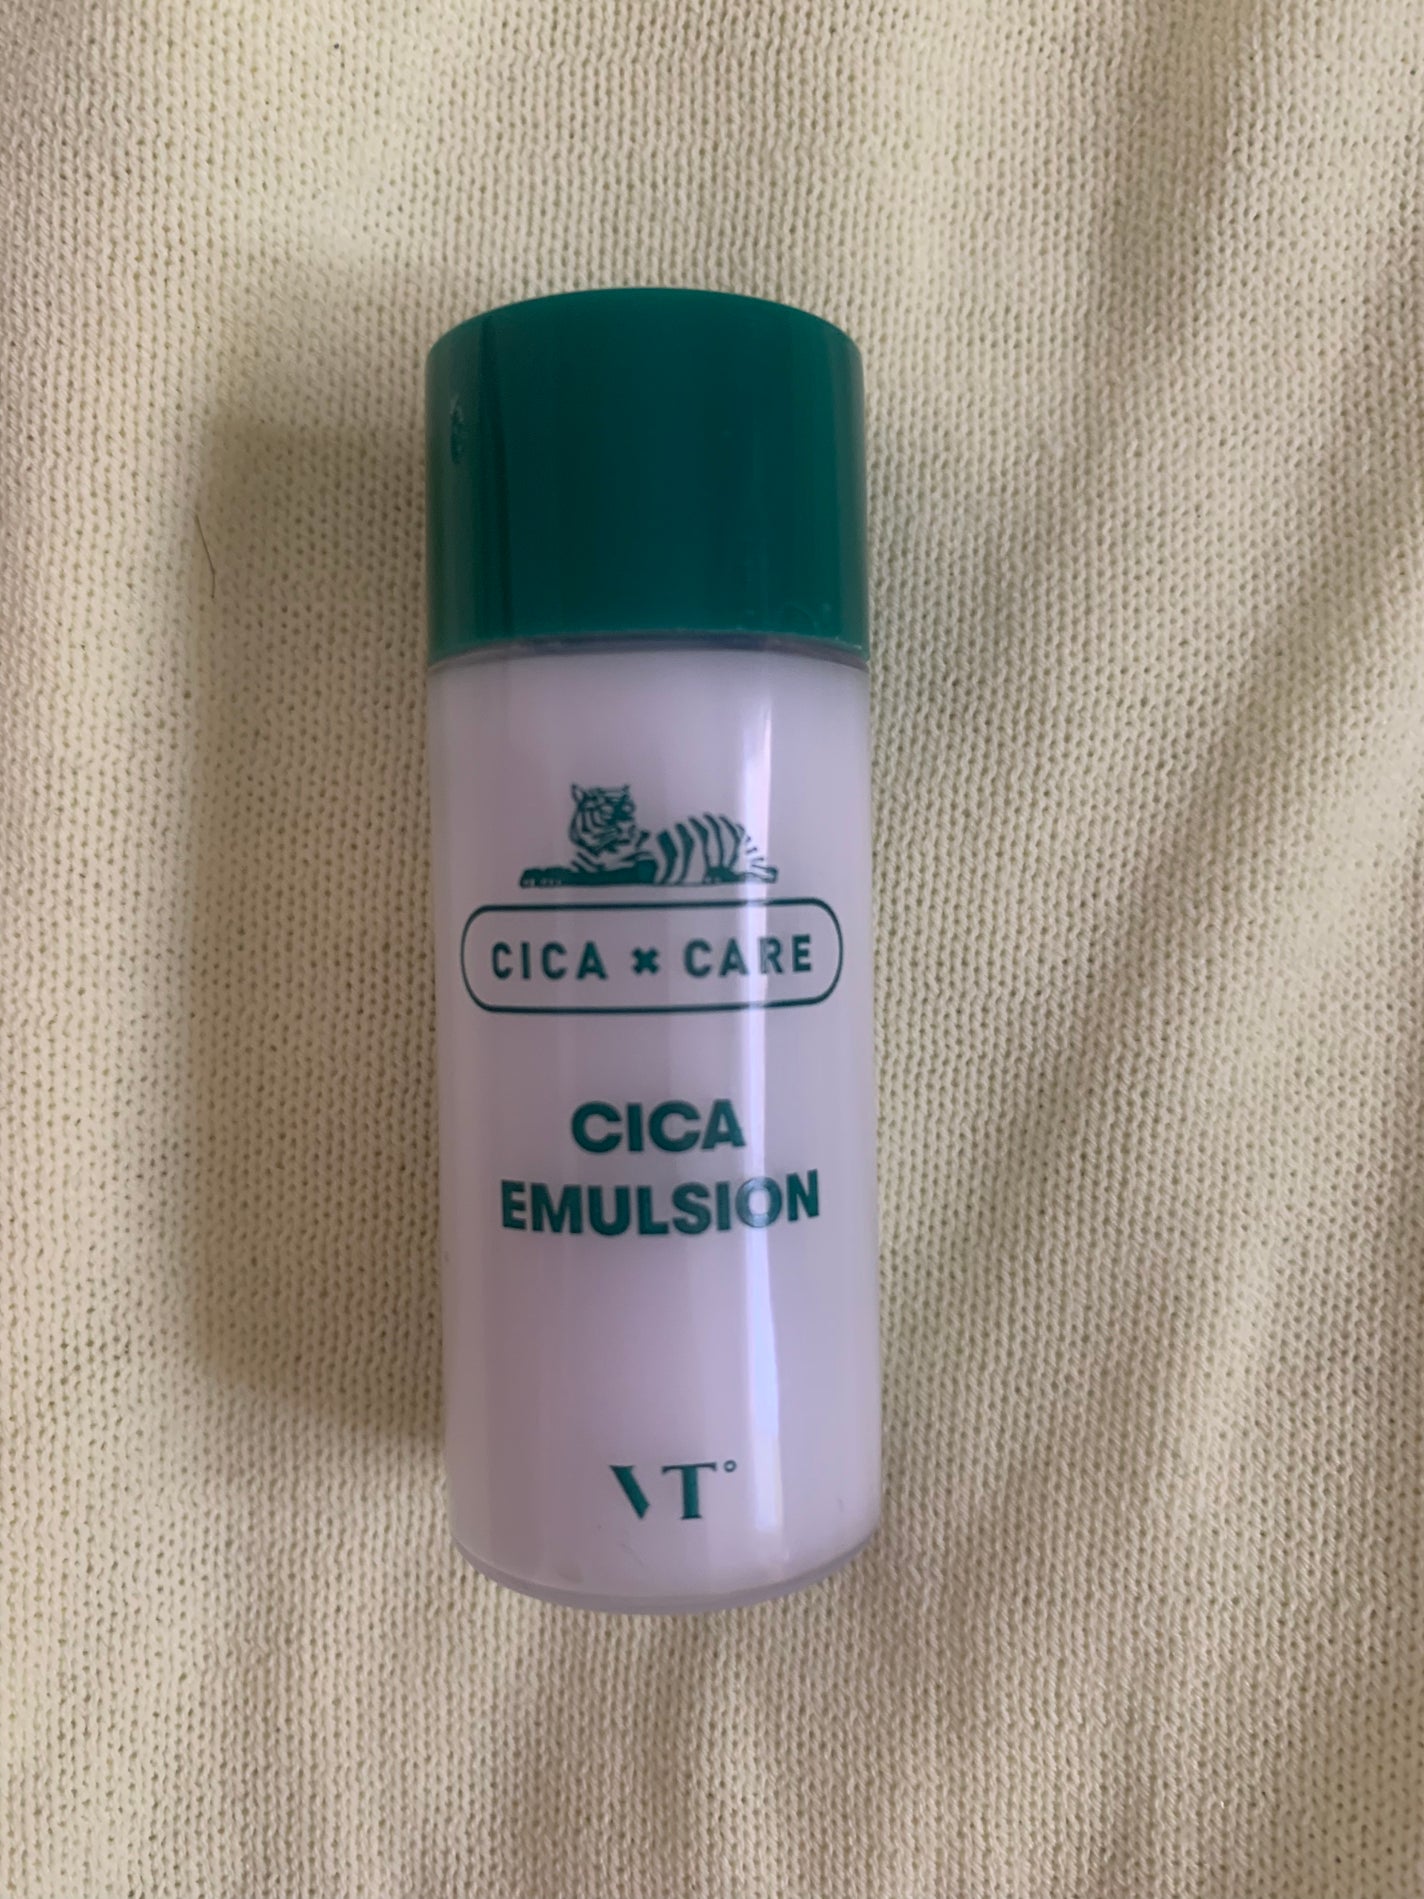 CICA × CARE
CICA
EMULSION
VT°